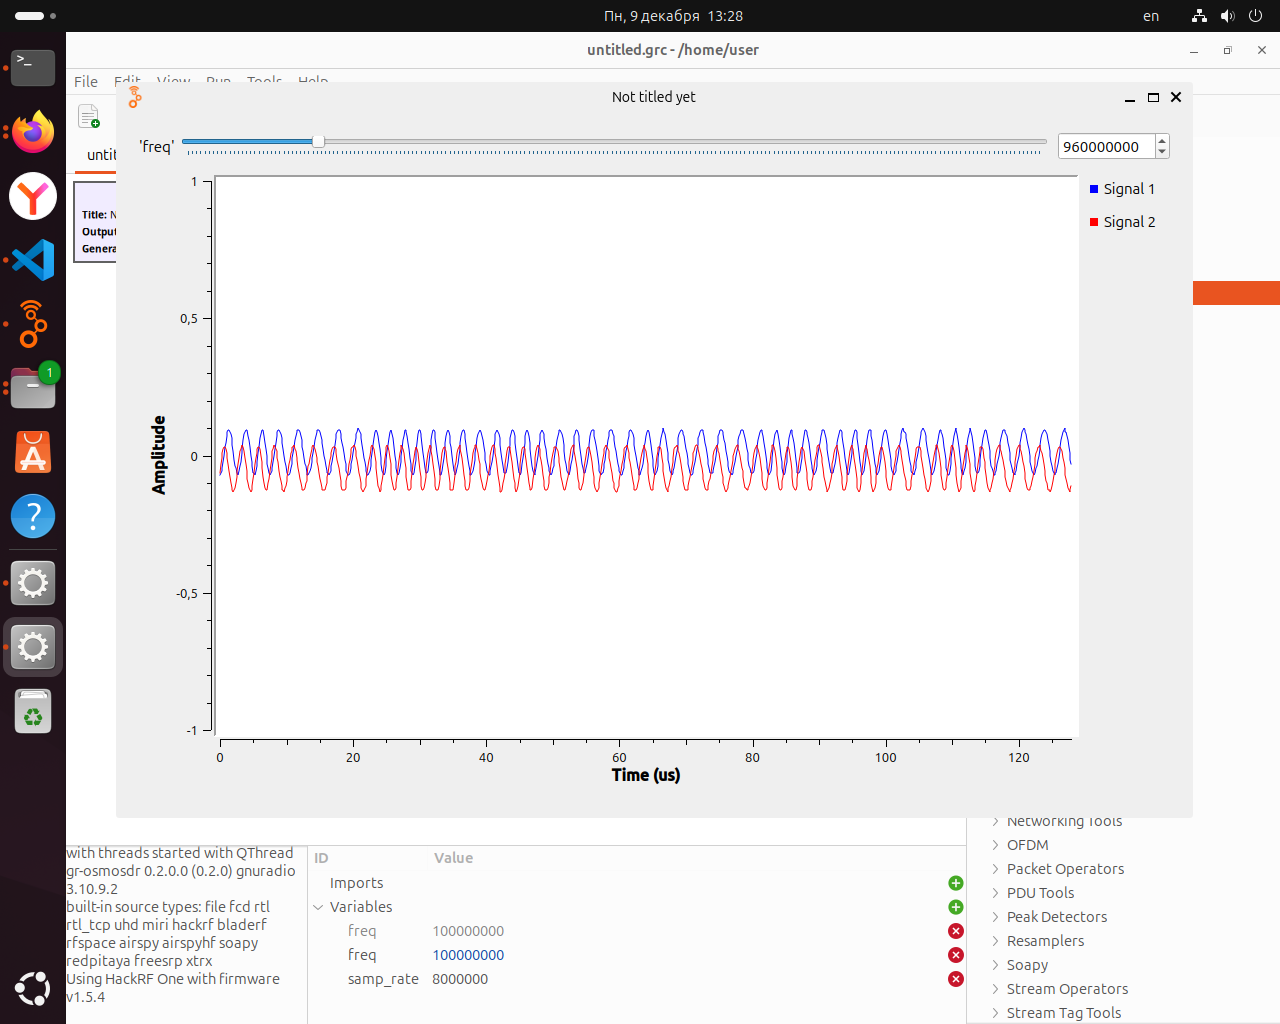 Пн, 9 декабря 13:28
en
untitled.grc - /home/user
File Edit View Run Tools Help
Not titled yet
'freq'
960000000
untit
Title: N
Output
Genera
1
0,5
0
-0,5
-1
Amplitude
Signal 1
Signal 2
0 20 40 60 80 100 120
Time (us)
1
with threads started with QThread
gr-osmosdr 0.2.0.0 (0.2.0) gnuradio
3.10.9.2
built-in source types: file fcd rtl
rtl_tcp uhd miri hackrf bladerf
rfspace airspy airspyhf soapy
redpitaya freesrp xtrx
Using HackRF One with firmware
v1.5.4
ID Value
Imports
Variables
freq 100000000
freq 100000000
samp_rate 8000000
Networking Tools
OFDM
Packet Operators
PDU Tools
Peak Detectors
Resamplers
Soapy
Stream Operators
Stream Tag Tools